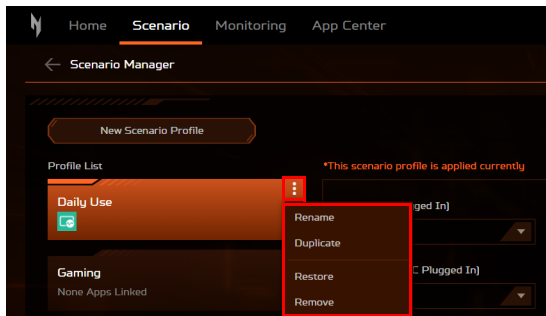 Home Scenario Monitoring App Center
Scenario Manager
New Scenario Profile
Profile List
*This scenario profile is applied currently
Daily Use
Rename
gged In]
Duplicate
Restore
C Plugged In]
Remove
Gaming
None Apps Linked